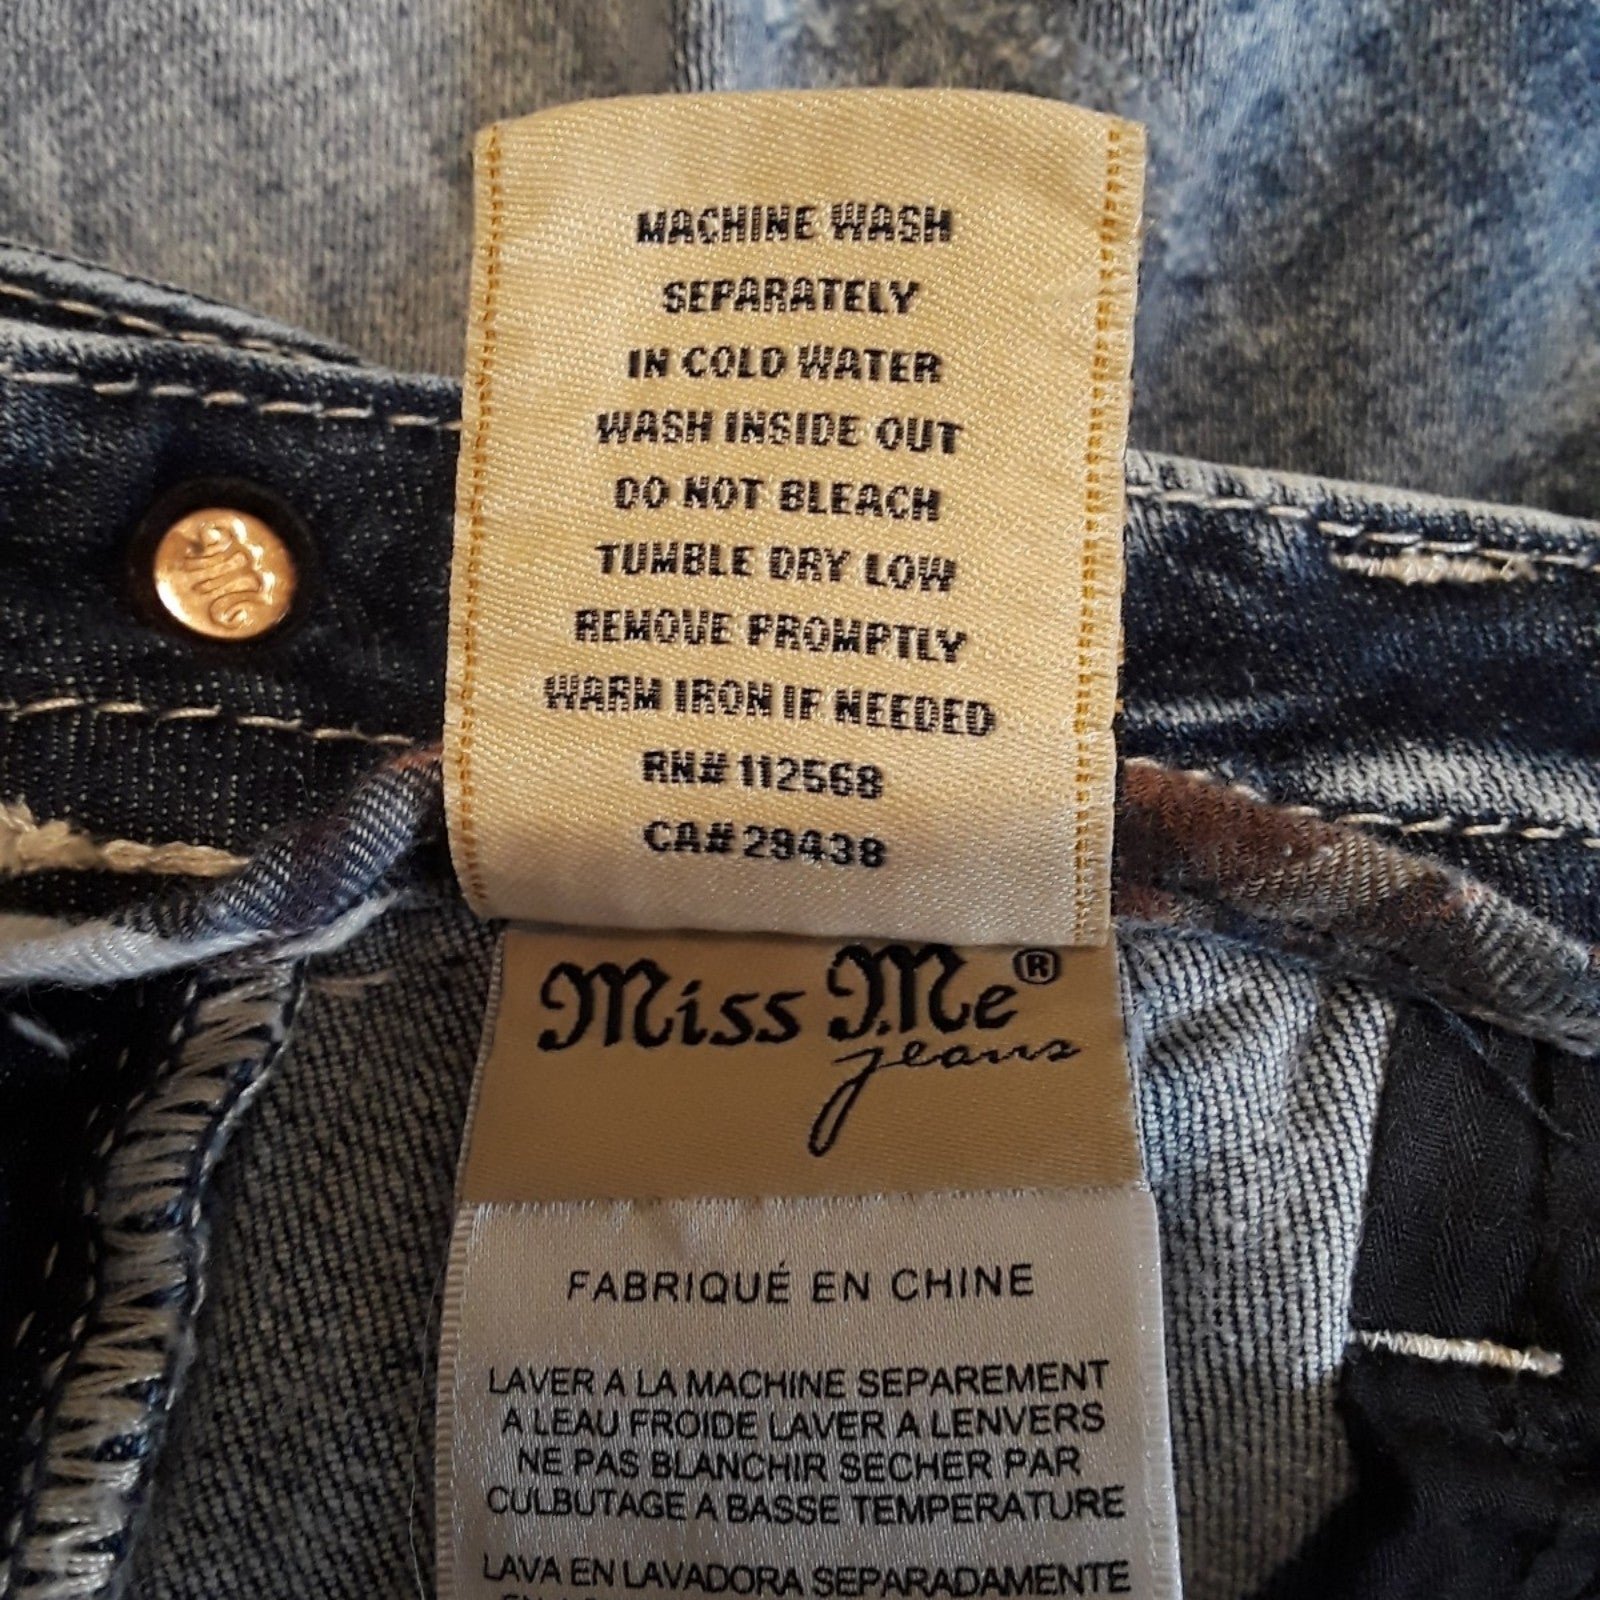 MACHINE WASH
SEPARATELY
IN COLD WATER
WASH INSIDE OUT
DO NOT BLEACH
TUMBLE DRY LOW
REMOVE PROMPTLY
WARM IRON IF NEEDED
RN# 112568
CA# 29438
Miss Me®
jeans
FABRIQUÉ EN CHINE
LAVER A LA MACHINE SEPAREMENT
A LEAU FROIDE LAVER A LENVERS
NE PAS BLANCHIR SECHER PAR
CULBUTAGE A BASSE TEMPERATURE
LAVA EN LAVADORA SEPARADAMENTE